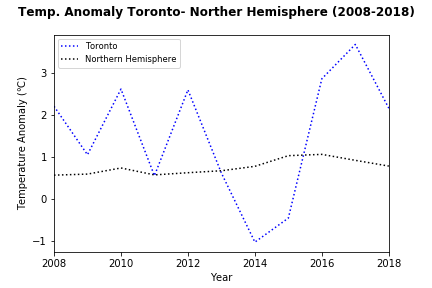 Temp. Anomaly Toronto- Norther Hemisphere (2008-2018)
Toronto
Northern Hemisphere
Temperature Anomaly (℃)
3
2
1
0
−1
2008 2010 2012 2014 2016 2018
Year